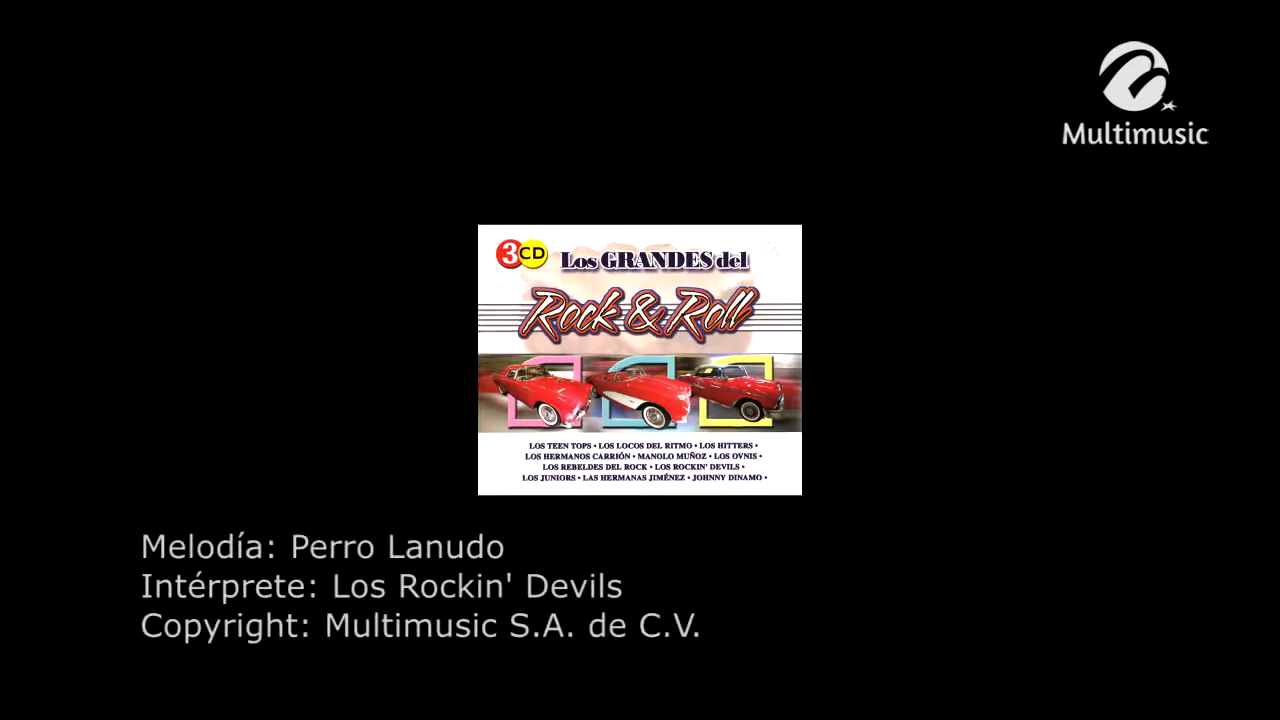 Multimusic
3CD
Los GRANDES del
Rock & Roll
LOS TEEN TOPS • LOS LOCOS DEL RITMO • LOS HITTERS •
LOS HERMANOS CARRIÓN • MANOLO MUÑOZ • LOS OVNIS •
LOS REBELDES DEL ROCK • LOS ROCKIN' DEVILS •
LOS JUNIORS • LAS HERMANAS JIMÉNEZ • JOHNNY DINAMO •
Melodía: Perro Lanudo
Intérprete: Los Rockin' Devils
Copyright: Multimusic S.A. de C.V.